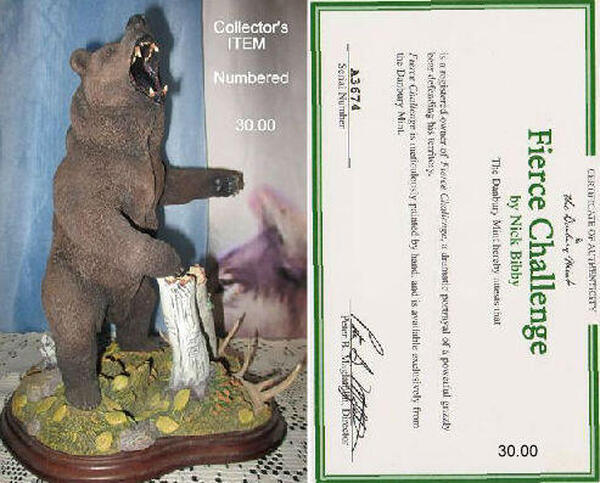 Collector's
ITEM
Numbered
30.00
CERTIFICATE OF AUTHENTICITY
The Danbury Mint
Fierce Challenge
by Nick Bibby
The Danbury Mint hereby attests that
is a registered owner of Fierce Challenge, a dramatic portrayal of a powerful grizzly
bear defending his territory.
Fierce Challenge is meticulously painted by hand, and is available exclusively from
the Danbury Mint.
A3674
Serial Number
Peter B. Director
30.00